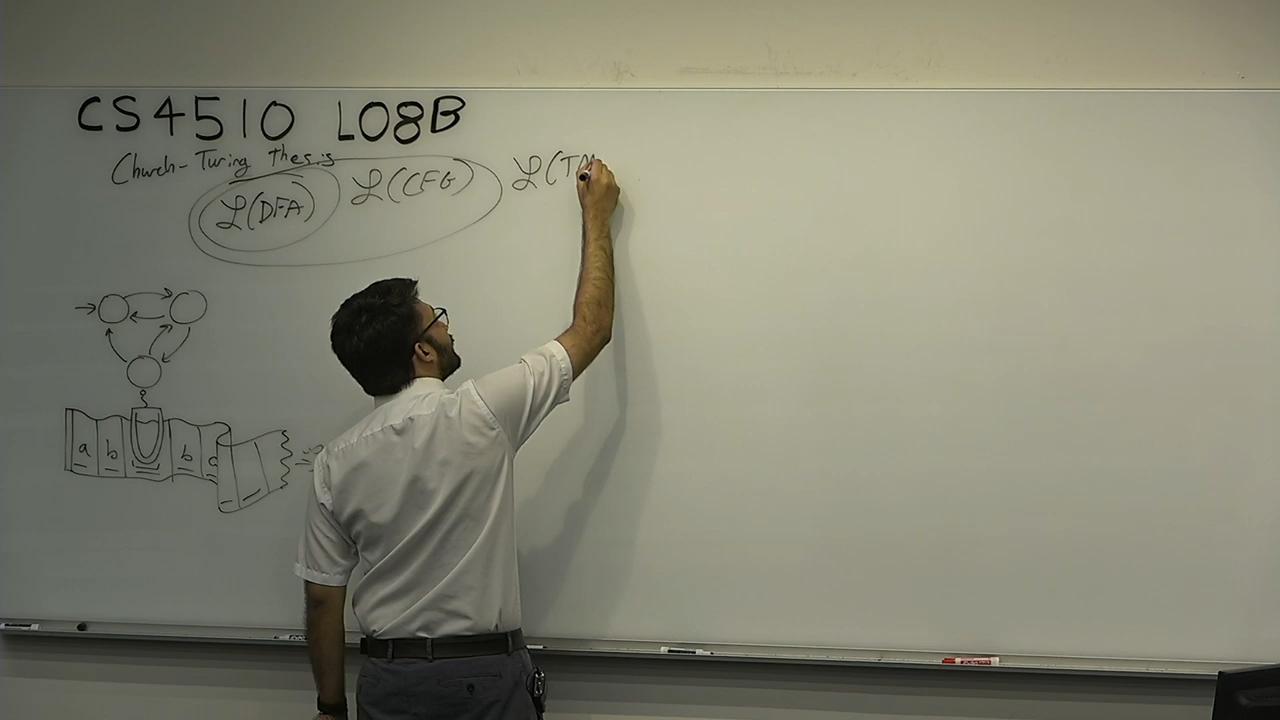 CS4510 L08B
Church-Turing thesis
ℒ(DFA) ℒ(CFG) ℒ(TM
a b b